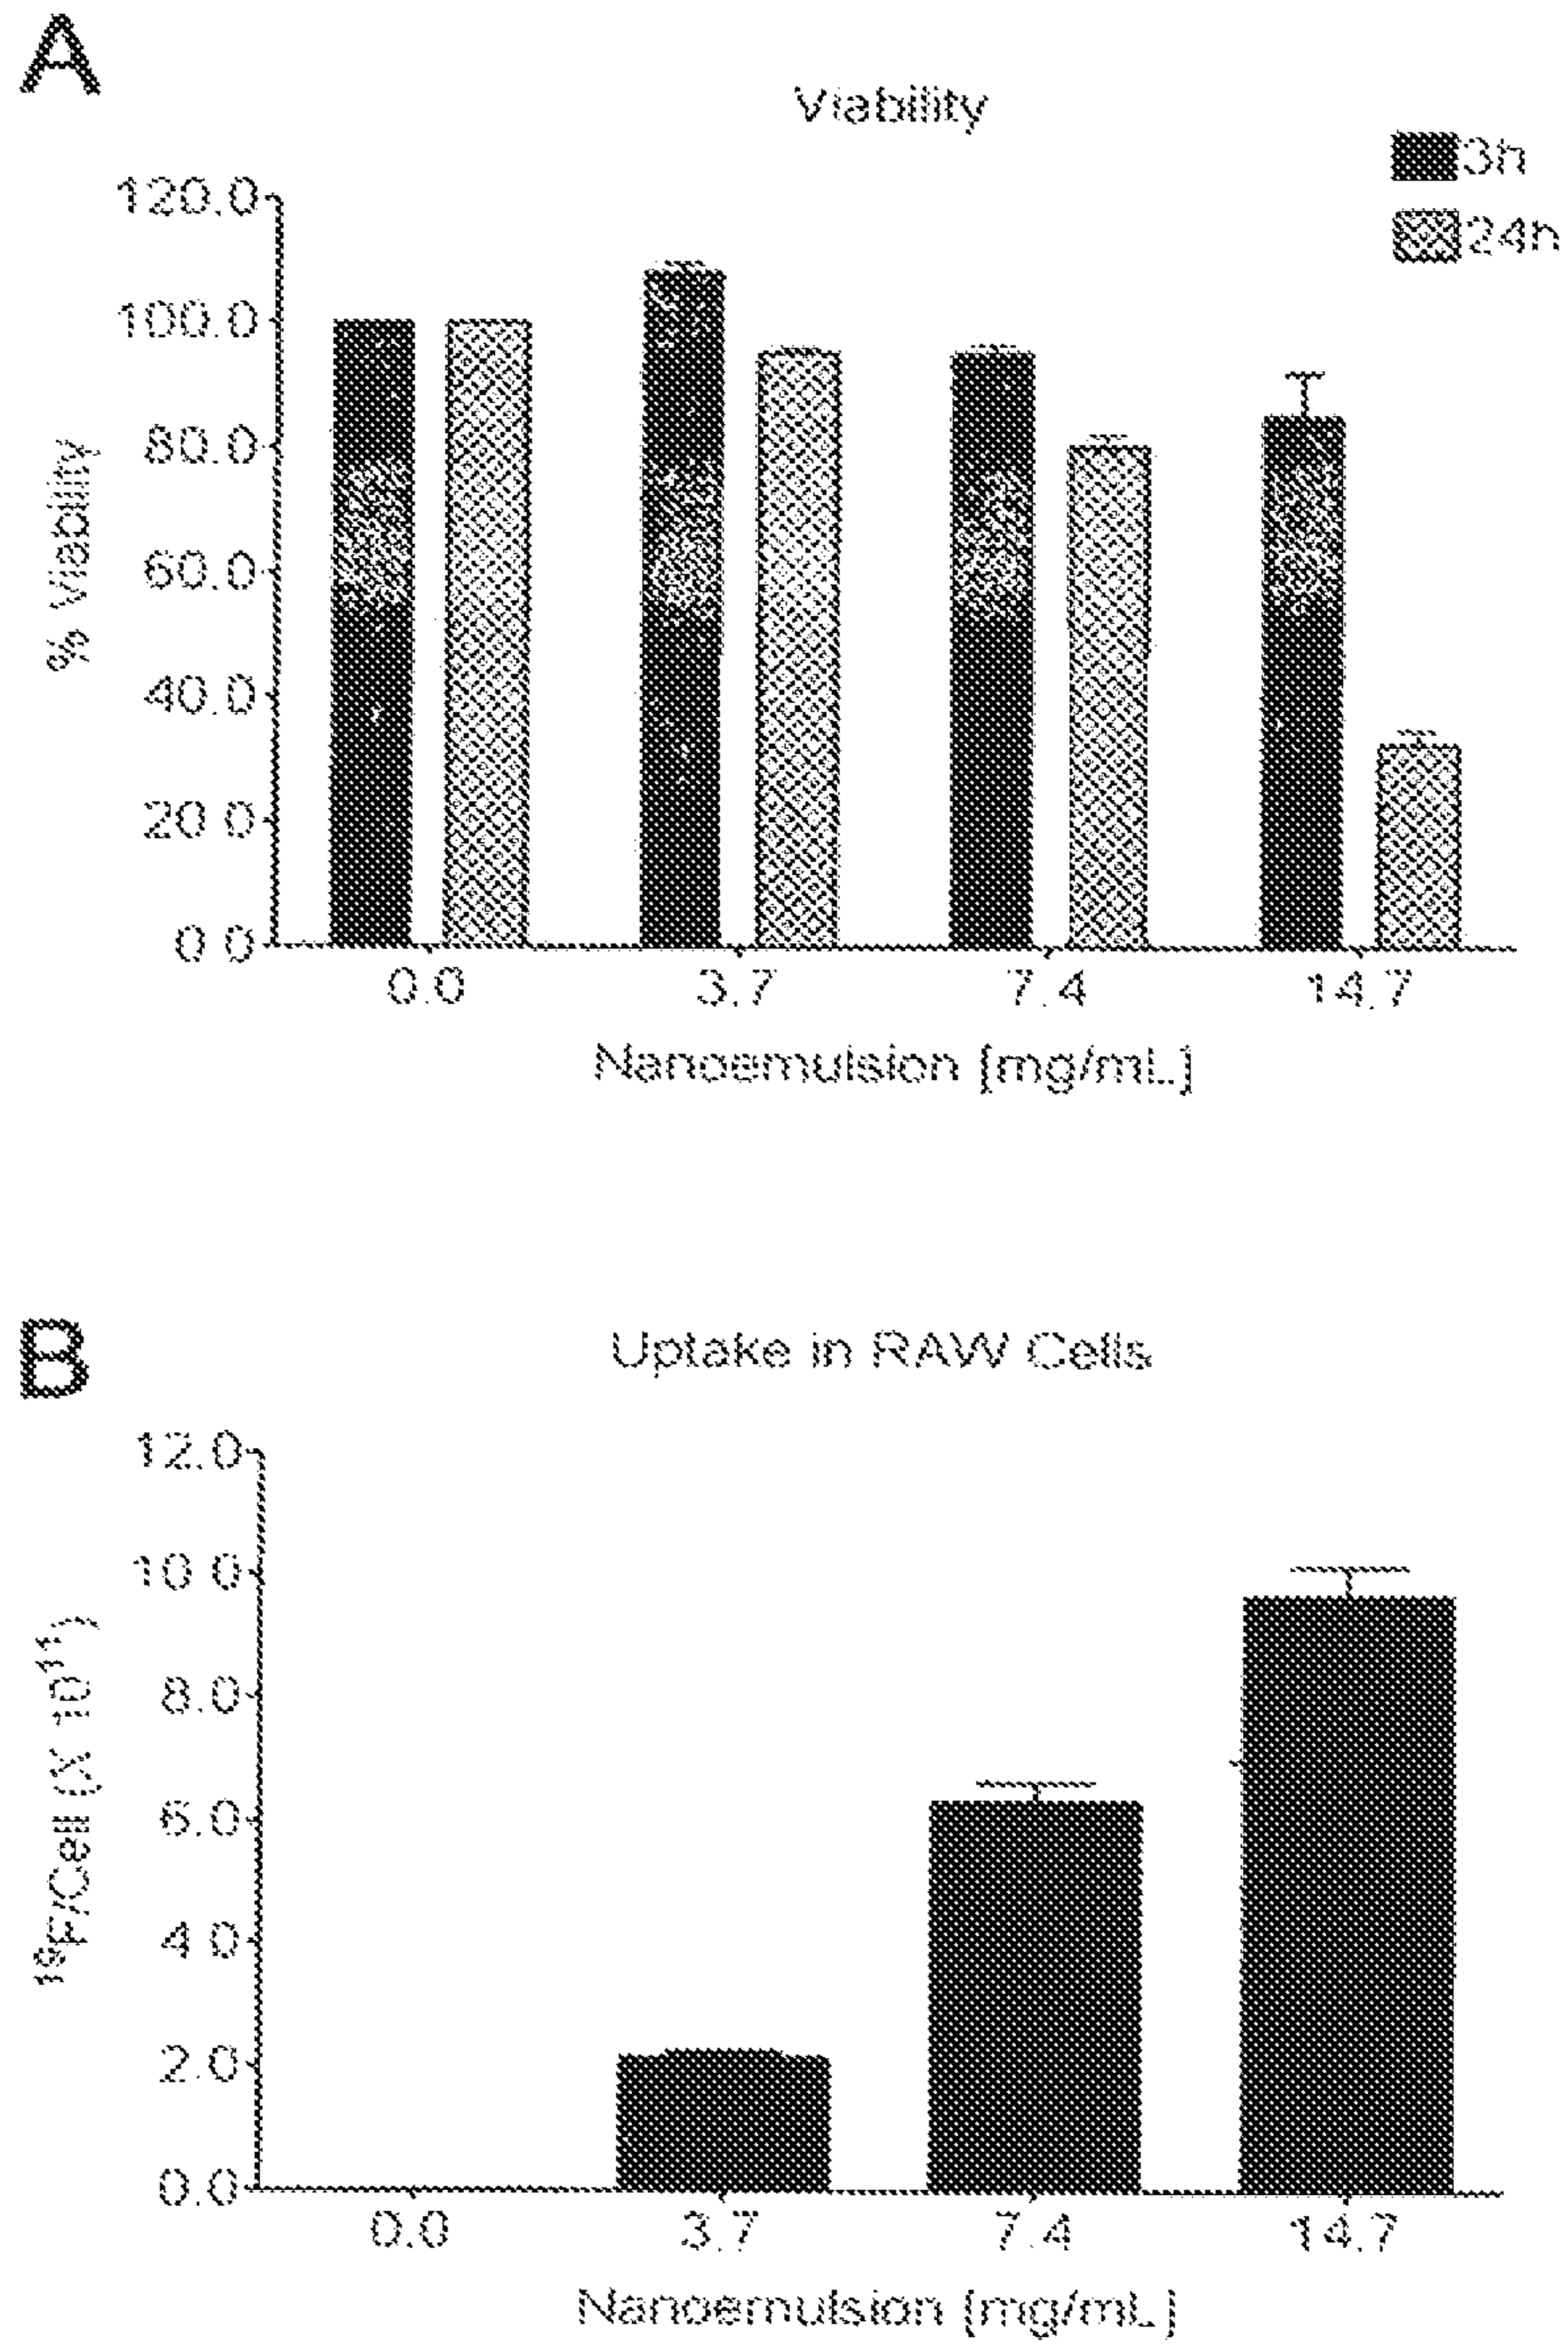 A
Viability
3h
24h
120.0
100.0
80.0
60.0
40.0
20 0
0 0
% Viability
0.0 3.7 7.4 14.7
Nanoemulsion [mg/mL]
B
Uptake in RAW Cells
12.0
10 0
8.0
6.0
4 0
2.0
0.0
¹⁹F/Cell (X 10¹¹)
0.0 3.7 7.4 14.7
Nanoemulsion [mg/mL]